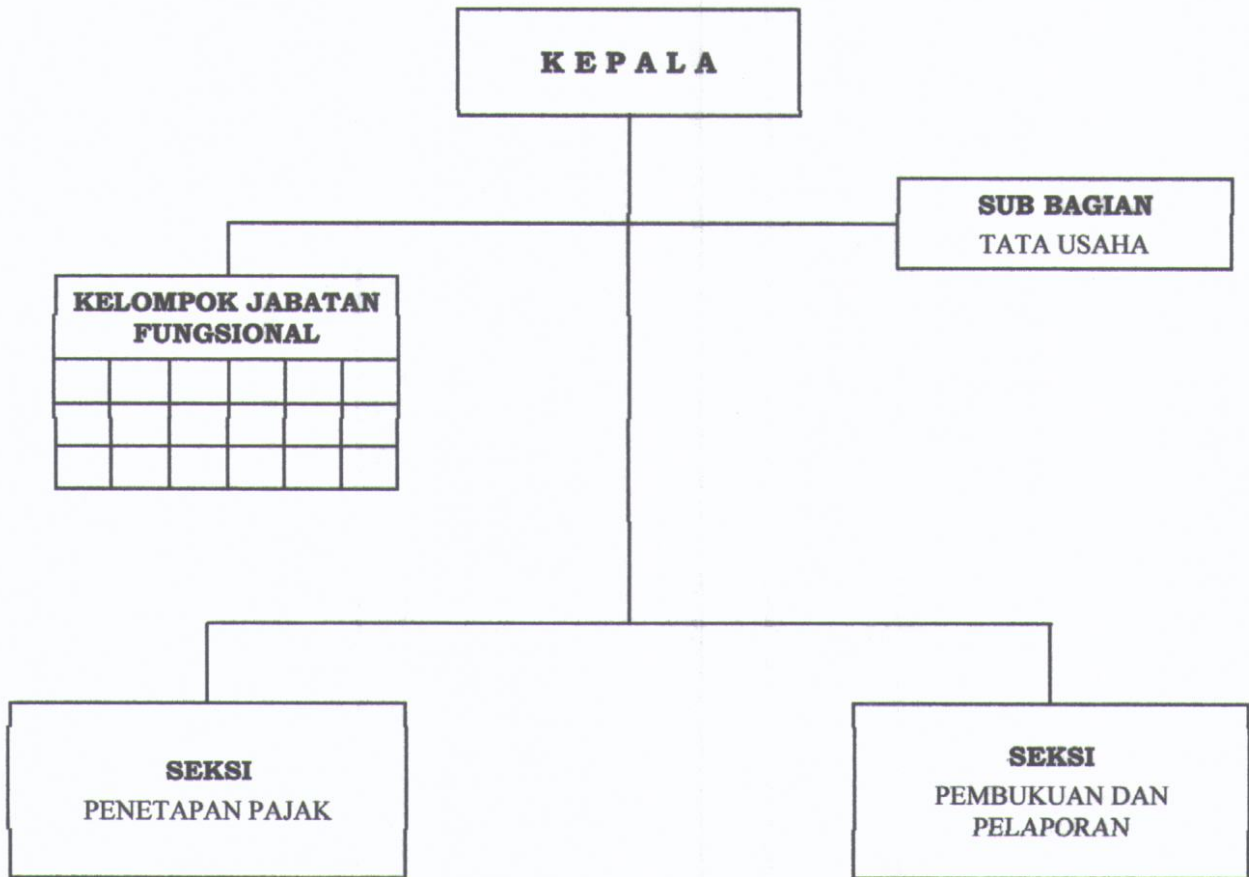 K E P A L A
SUB BAGIAN
TATA USAHA
KELOMPOK JABATAN
FUNGSIONAL
SEKSI
PENETAPAN PAJAK
SEKSI
PEMBUKUAN DAN
PELAPORAN